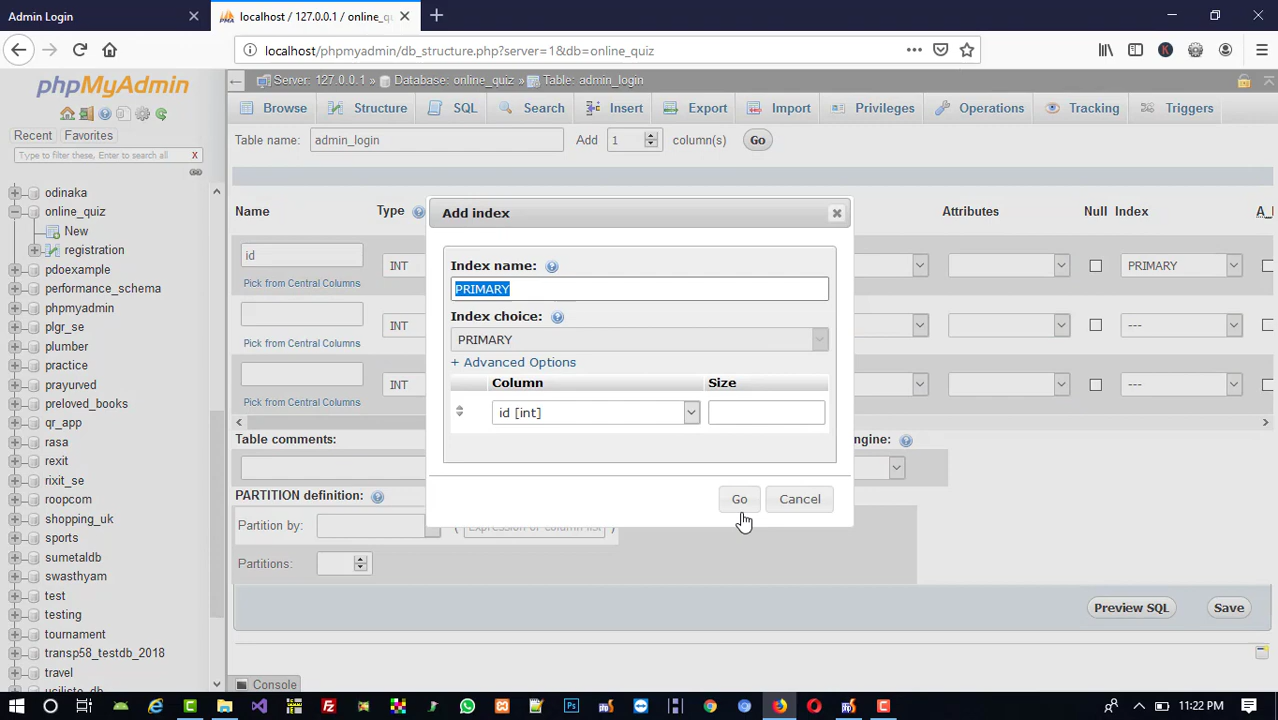 Admin Login
localhost / 127.0.0.1 / online_qu
localhost/phpmyadmin/db_structure.php?server=1&db=online_quiz
phpMyAdmin
Recent
Favorites
Type to filter these, Enter to search all
X
odinaka
online_quiz
New
registration
pdoexample
performance_schema
phpmyadmin
plgr_se
plumber
practice
prayurved
preloved_books
qr_app
rasa
rexit
rixit_se
roopcom
shopping_uk
sports
sumetaldb
swasthyam
test
testing
tournament
transp58_testdb_2018
travel
Server: 127.0.0.1 » Database: online_quiz » Table: admin_login
Browse
Structure
SQL
Search
Insert
Export
Import
Privileges
Operations
Tracking
Triggers
Table name:
admin_login
Add
1
column(s)
Go
Name
Type
Attributes
Null
Index
A_I
id
INT
PRIMARY
Pick from Central Columns
INT
---
Pick from Central Columns
INT
---
Pick from Central Columns
Table comments:
PARTITION definition:
Partition by:
(
Expression or column list
)
Partitions:
Preview SQL
Save
Console
Add index
Index name:
PRIMARY
Index choice:
PRIMARY
+ Advanced Options
Column
Size
id [int]
Go
Cancel
11:22 PM